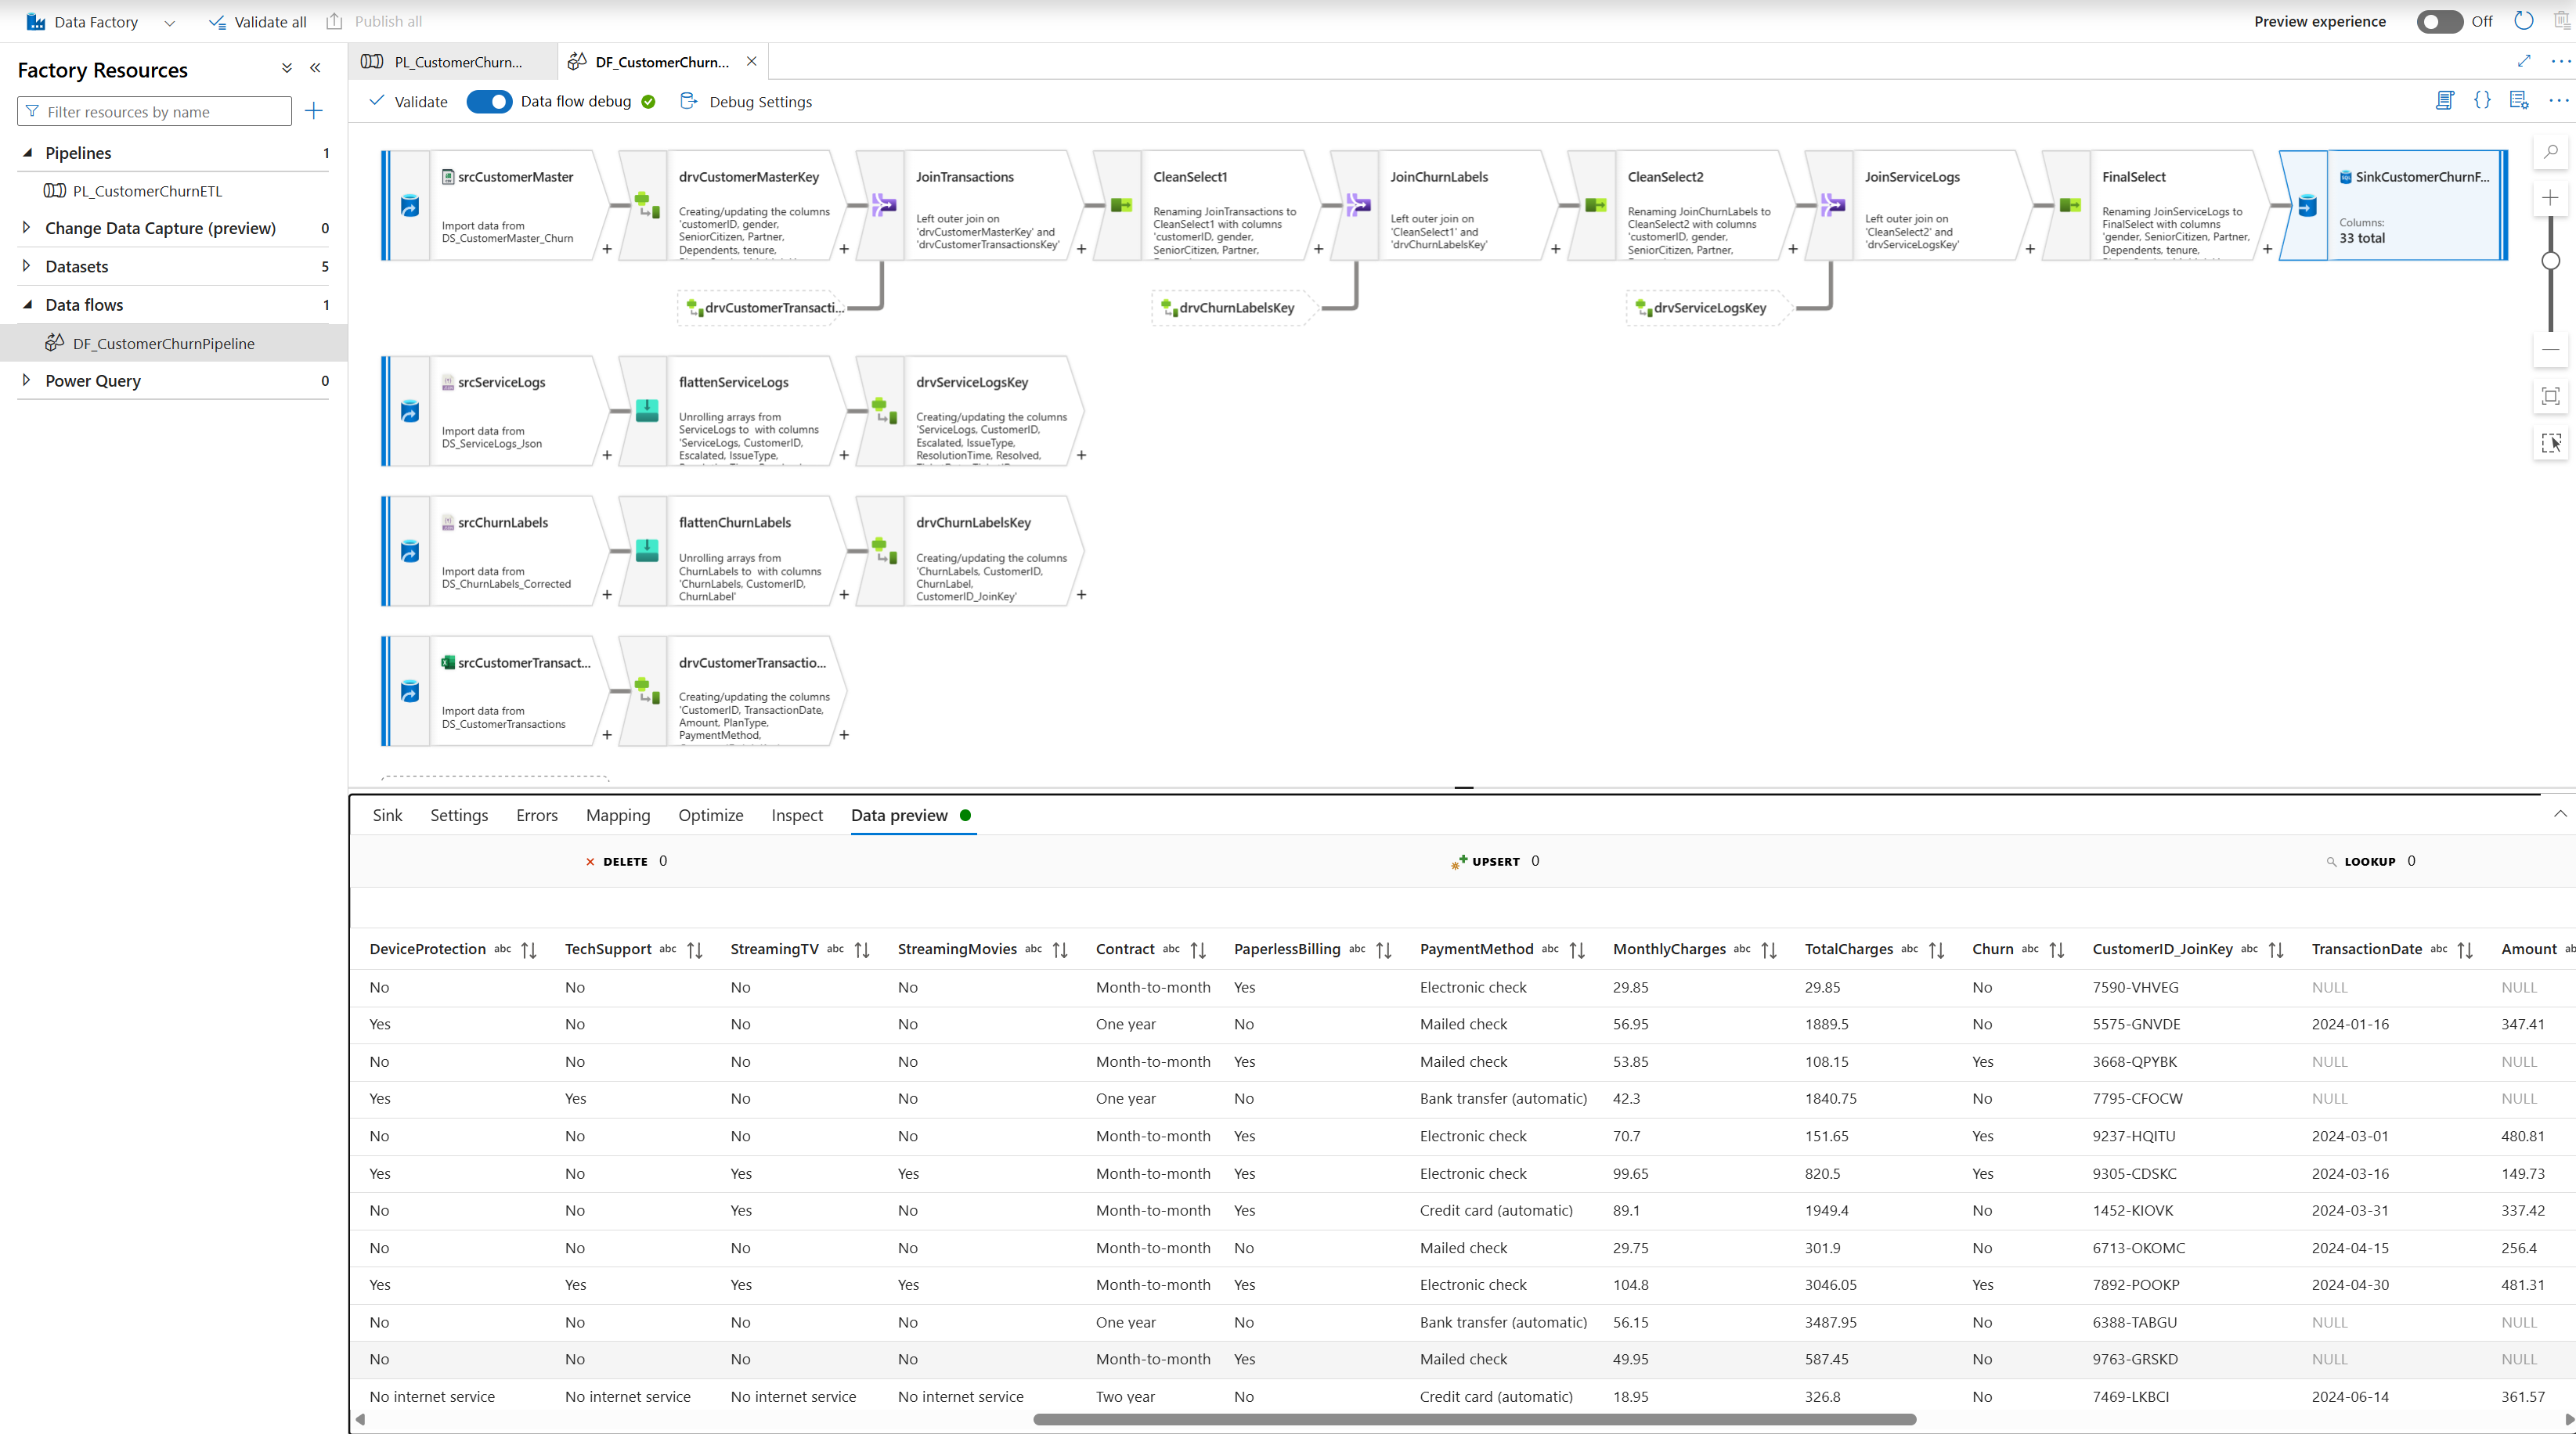 Data Factory
Validate all
Publish all
Preview experience
Off
Factory Resources
Filter resources by name
Pipelines 1
PL_CustomerChurnETL
Change Data Capture (preview) 0
Datasets 5
Data flows 1
DF_CustomerChurnPipeline
Power Query 0
PL_CustomerChurn...
DF_CustomerChurn...
Validate
Data flow debug
Debug Settings
srcCustomerMaster
Import data from
DS_CustomerMaster_Churn
drvCustomerMasterKey
Creating/updating the columns
'customerID, gender,
SeniorCitizen, Partner,
Dependents, tenure,
JoinTransactions
Left outer join on
'drvCustomerMasterKey' and
'drvCustomerTransactionsKey'
CleanSelect1
Renaming JoinTransactions to
CleanSelect1 with columns
'customerID, gender,
SeniorCitizen, Partner,
JoinChurnLabels
Left outer join on
'CleanSelect1' and
'drvChurnLabelsKey'
CleanSelect2
Renaming JoinChurnLabels to
CleanSelect2 with columns
'customerID, gender,
SeniorCitizen, Partner,
JoinServiceLogs
Left outer join on
'CleanSelect2' and
'drvServiceLogsKey'
FinalSelect
Renaming JoinServiceLogs to
FinalSelect with columns
'gender, SeniorCitizen, Partner,
Dependents, tenure,
SinkCustomerChurnF...
Columns:
33 total
drvCustomerTransacti...
drvChurnLabelsKey
drvServiceLogsKey
srcServiceLogs
Import data from
DS_ServiceLogs_Json
flattenServiceLogs
Unrolling arrays from
ServiceLogs to with columns
'ServiceLogs, CustomerID,
Escalated, IssueType,
drvServiceLogsKey
Creating/updating the columns
'ServiceLogs, CustomerID,
Escalated, IssueType,
ResolutionTime, Resolved,
srcChurnLabels
Import data from
DS_ChurnLabels_Corrected
flattenChurnLabels
Unrolling arrays from
ChurnLabels to with columns
'ChurnLabels, CustomerID,
ChurnLabel'
drvChurnLabelsKey
Creating/updating the columns
'ChurnLabels, CustomerID,
ChurnLabel,
CustomerID_JoinKey'
srcCustomerTransact...
Import data from
DS_CustomerTransactions
drvCustomerTransactio...
Creating/updating the columns
'CustomerID, TransactionDate,
Amount, PlanType,
PaymentMethod,
Sink Settings Errors Mapping Optimize Inspect Data preview
DELETE 0 UPSERT 0 LOOKUP 0
DeviceProtection abc TechSupport abc StreamingTV abc StreamingMovies abc Contract abc PaperlessBilling abc PaymentMethod abc MonthlyCharges abc TotalCharges abc Churn abc CustomerID_JoinKey abc TransactionDate abc Amount ab
No No No No Month-to-month Yes Electronic check 29.85 29.85 No 7590-VHVEG NULL NULL
Yes No No No One year No Mailed check 56.95 1889.5 No 5575-GNVDE 2024-01-16 347.41
No No No No Month-to-month Yes Mailed check 53.85 108.15 Yes 3668-QPYBK NULL NULL
Yes Yes No No One year No Bank transfer (automatic) 42.3 1840.75 No 7795-CFOCW NULL NULL
No No No No Month-to-month Yes Electronic check 70.7 151.65 Yes 9237-HQITU 2024-03-01 480.81
Yes No Yes Yes Month-to-month Yes Electronic check 99.65 820.5 Yes 9305-CDSKC 2024-03-16 149.73
No No Yes No Month-to-month Yes Credit card (automatic) 89.1 1949.4 No 1452-KIOVK 2024-03-31 337.42
No No No No Month-to-month No Mailed check 29.75 301.9 No 6713-OKOMC 2024-04-15 256.4
Yes Yes Yes Yes Month-to-month Yes Electronic check 104.8 3046.05 Yes 7892-POOKP 2024-04-30 481.31
No No No No One year No Bank transfer (automatic) 56.15 3487.95 No 6388-TABGU NULL NULL
No No No No Month-to-month Yes Mailed check 49.95 587.45 No 9763-GRSKD NULL NULL
No internet service No internet service No internet service No internet service Two year No Credit card (automatic) 18.95 326.8 No 7469-LKBCI 2024-06-14 361.57